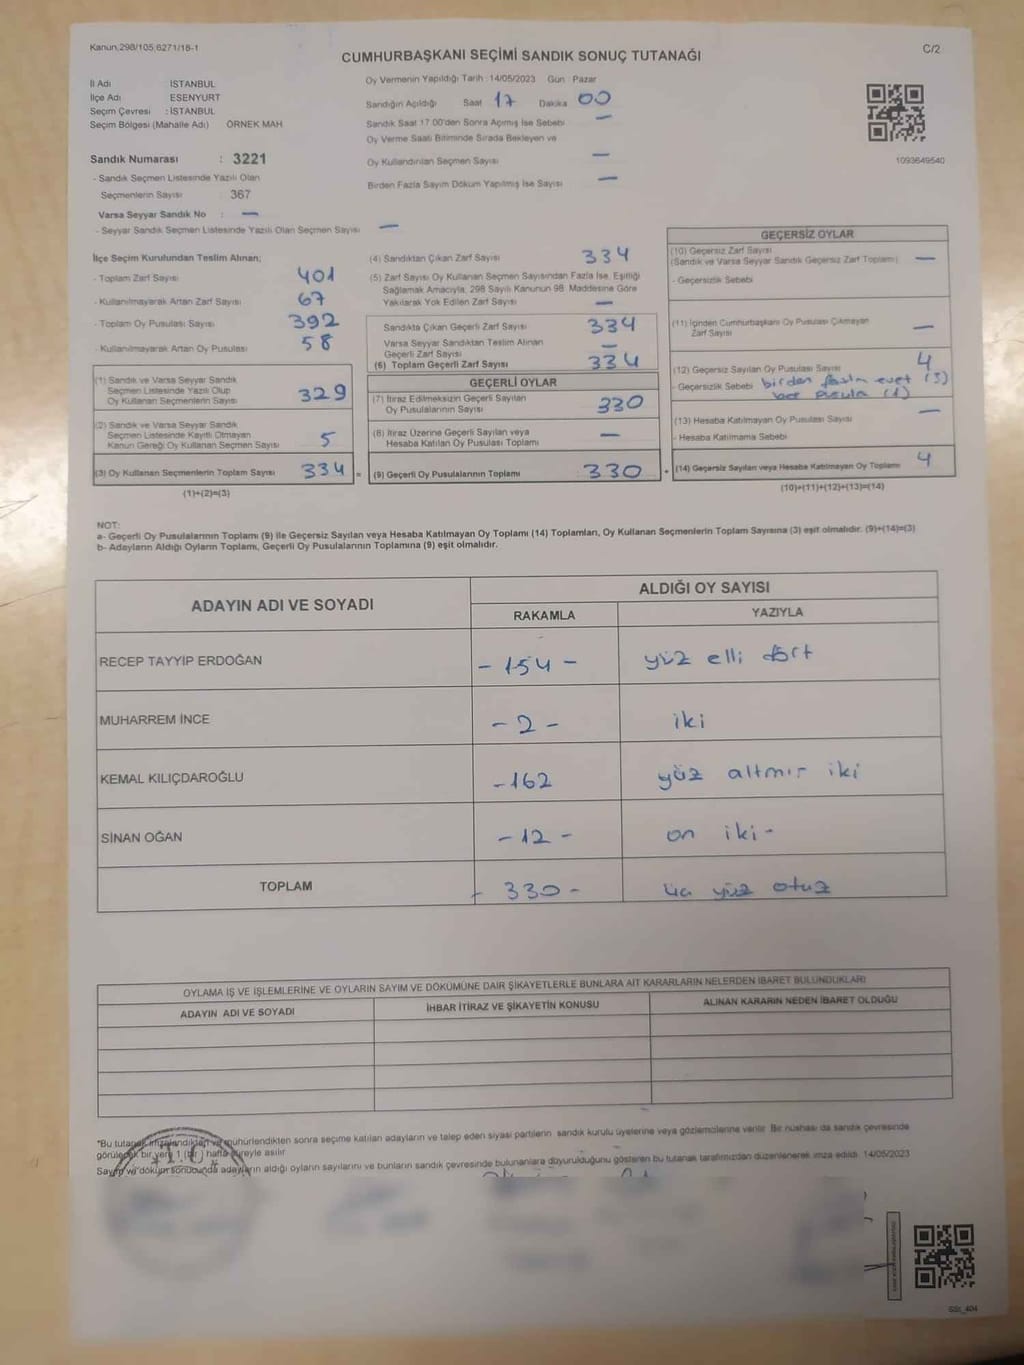 Kanun,298/105;6271/18-1
C/2
CUMHURBAŞKANI SEÇİMİ SANDIK SONUÇ TUTANAĞI
İl Adı İSTANBUL
İlçe Adı ESENYURT
Seçim Çevresi : İSTANBUL
Seçim Bölgesi (Mahalle Adı) ÖRNEK MAH
Sandık Numarası : 3221
- Sandık Seçmen Listesinde Yazılı Olan
Seçmenlerin Sayısı 367
Varsa Seyyar Sandık No : —
- Seyyar Sandık Seçmen Listesinde Yazılı Olan Seçmen Sayısı —
Oy Vermenin Yapıldığı Tarih : 14/05/2023 Gün : Pazar
Sandığın Açıldığı Saat 17 Dakika 00
Sandık Saat 17:00'den Sonra Açımış İse Sebebi —
Oy Verme Saati Bitiminde Sırada Bekleyen ve
Oy Kullandırılan Seçmen Sayısı —
Birden Fazla Sayım Döküm Yapılmış İse Sayısı —
1093649540
İlçe Seçim Kurulundan Teslim Alınan;
- Toplam Zarf Sayısı 401
- Kullanılmayarak Artan Zarf Sayısı 67
- Toplam Oy Pusulası Sayısı 392
- Kullanılmayarak Artan Oy Pusulası 58
(1) Sandık ve Varsa Seyyar Sandık
Seçmen Listesinde Yazılı Olup
Oy Kullanan Seçmenlerin Sayısı 329
(2) Sandık ve Varsa Seyyar Sandık
Seçmen Listesinde Kayıtlı Olmayan
Kanun Gereği Oy Kullanan Seçmen Sayısı 5
(3) Oy Kullanan Seçmenlerin Toplam Sayısı 334 =
(1)+(2)=(3)
(4) Sandıktan Çıkan Zarf Sayısı 334
(5) Zarf Sayısı Oy Kullanan Seçmen Sayısından Fazla İse, Eşitliği
Sağlamak Amacıyla, 298 Sayılı Kanunun 98. Maddesine Göre
Yakılarak Yok Edilen Zarf Sayısı —
Sandıkta Çıkan Geçerli Zarf Sayısı 334
Varsa Seyyar Sandıktan Teslim Alınan
Geçerli Zarf Sayısı —
(6) Toplam Geçerli Zarf Sayısı 334
GEÇERLİ OYLAR
(7) İtiraz Edilmeksizin Geçerli Sayılan
Oy Pusulalarının Sayısı 330
(8) İtiraz Üzerine Geçerli Sayılan veya
Hesaba Katılan Oy Pusulası Toplamı —
(9) Geçerli Oy Pusulalarının Toplamı 330 +
GEÇERSİZ OYLAR
(10) Geçersiz Zarf Sayısı
(Sandık ve Varsa Seyyar Sandık Geçersiz Zarf Toplamı) —
- Geçersizlik Sebebi
(11) İçinden Cumhurbaşkanı Oy Pusulası Çıkmayan
Zarf Sayısı —
(12) Geçersiz Sayılan Oy Pusulası Sayısı 4
- Geçersizlik Sebebi birden fazla evet (3)
pusula (1)
(13) Hesaba Katılmayan Oy Pusulası Sayısı —
- Hesaba Katılmama Sebebi
(14) Geçersiz Sayılan veya Hesaba Katılmayan Oy Toplamı 4
(10)+(11)+(12)+(13)=(14)
NOT:
a- Geçerli Oy Pusulalarının Toplamı (9) ile Geçersiz Sayılan veya Hesaba Katılmayan Oy Toplamı (14) Toplamları, Oy Kullanan Seçmenlerin Toplam Sayısına (3) eşit olmalıdır. (9)+(14)=(3)
b- Adayların Aldığı Oyların Toplamı, Geçerli Oy Pusulalarının Toplamına (9) eşit olmalıdır.
ADAYIN ADI VE SOYADI
ALDIĞI OY SAYISI
RAKAMLA YAZIYLA
RECEP TAYYİP ERDOĞAN - 154 - yüz elli dört
MUHARREM İNCE - 2 - iki
KEMAL KILIÇDAROĞLU - 162 yüz altmış iki
SİNAN OĞAN - 12 - on iki -
TOPLAM - 330 - üç yüz otuz
OYLAMA İŞ VE İŞLEMLERİNE VE OYLARIN SAYIM VE DÖKÜMÜNE DAİR ŞİKAYETLERLE BUNLARA AİT KARARLARIN NELERDEN İBARET BULUNDUKLARI
ADAYIN ADI VE SOYADI İHBAR İTİRAZ VE ŞİKAYETİN KONUSU ALINAN KARARIN NEDEN İBARET OLDUĞU
*Bu tutanak imzalandıktan ve mühürlendikten sonra seçime katılan adayların ve talep eden siyasi partilerin sandık kurulu üyelerine veya gözlemcilerine verilir. Bir nüshası da sandık çevresinde
görülecek bir yere 1 (bir) hafta süreyle asılır.
Sayım ve döküm sonucunda adayların aldığı oyların sayılarını ve bunların sandık çevresinde bulunanlara duyurulduğunu gösteren bu tutanak tarafımızdan düzenlenerek imza edildi. 14/05/2023
T.C.
SSt_404